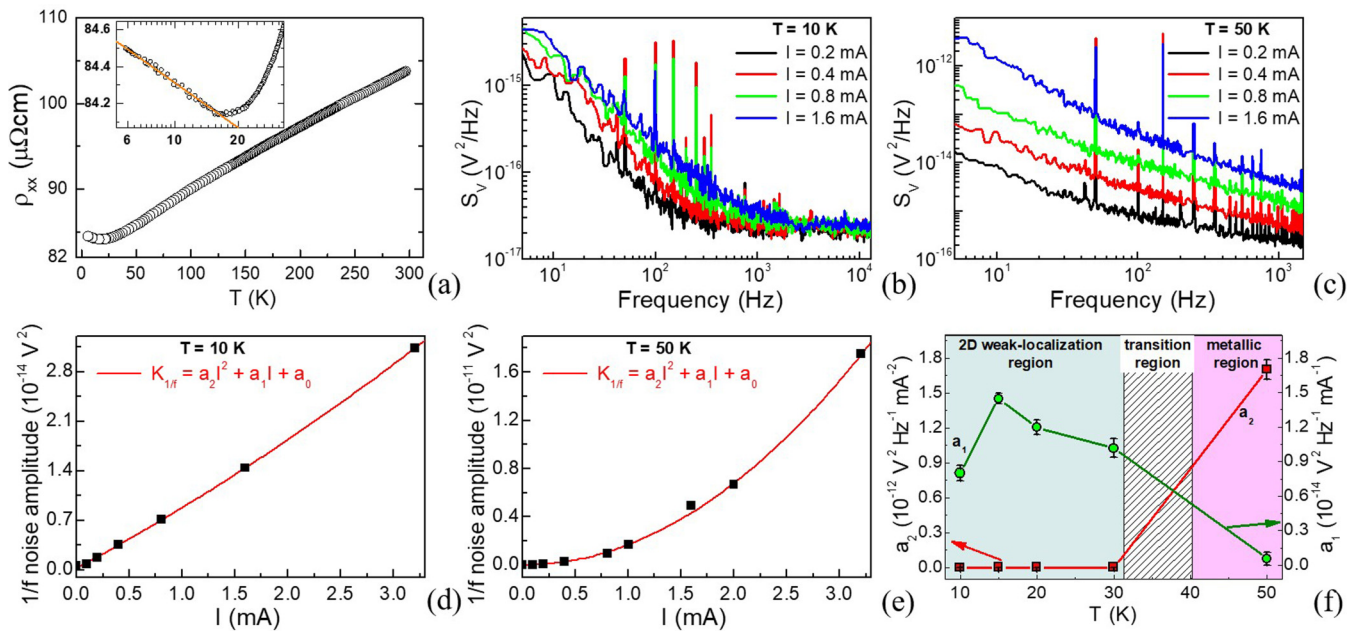 110
105
100
95
90
85
82
ρxx (μΩcm)
84.6
84.4
84.2
6 10 20
0 50 100 150 200 250 300
T (K)
(a)
T = 10 K
I = 0.2 mA
I = 0.4 mA
I = 0.8 mA
I = 1.6 mA
10⁻¹⁵
10⁻¹⁶
10⁻¹⁷
SV (V²/Hz)
10¹ 10² 10³ 10⁴
Frequency (Hz)
(b)
T = 50 K
I = 0.2 mA
I = 0.4 mA
I = 0.8 mA
I = 1.6 mA
10⁻¹²
10⁻¹⁴
10⁻¹⁶
SV (V²/Hz)
10¹ 10² 10³
Frequency (Hz)
(c)
T = 10 K
K1/f = a2I² + a1I + a0
2.8
2.1
1.4
0.7
0.0
1/ff noise amplitude (10⁻¹⁴ V²)
0.0 0.5 1.0 1.5 2.0 2.5 3.0
I (mA)
(d)
T = 50 K
K1/f = a2I² + a1I + a0
1.8
1.2
0.6
0.0
1/ff noise amplitude (10⁻¹¹ V²)
0.0 0.5 1.0 1.5 2.0 2.5 3.0
I (mA)
(e)
2D weak-localization region
transition region
metallic region
a1
a2
1.8
1.5
1.2
0.9
0.6
0.3
0.0
a2 (10⁻¹² V² Hz⁻¹ mA⁻²)
1.8
1.5
1.2
0.9
0.6
0.3
0.0
a1 (10⁻¹⁴ V² Hz⁻¹ mA⁻¹)
10 20 30 40 50
T (K)
(f)